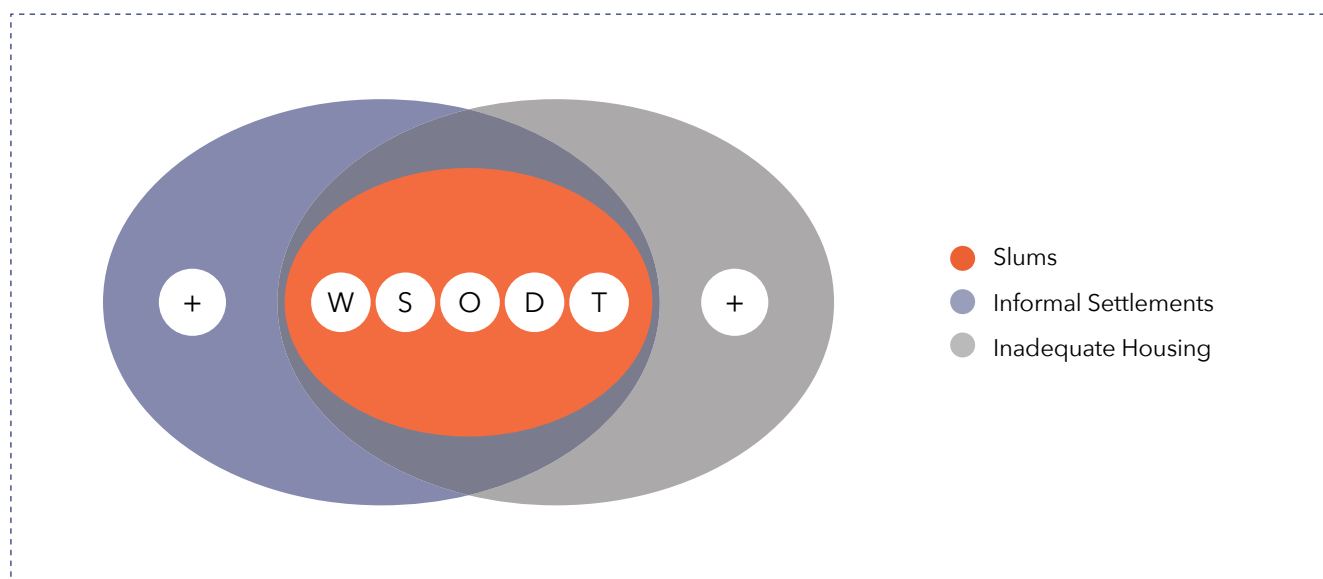 + W S O D T +
Slums
Informal Settlements
Inadequate Housing